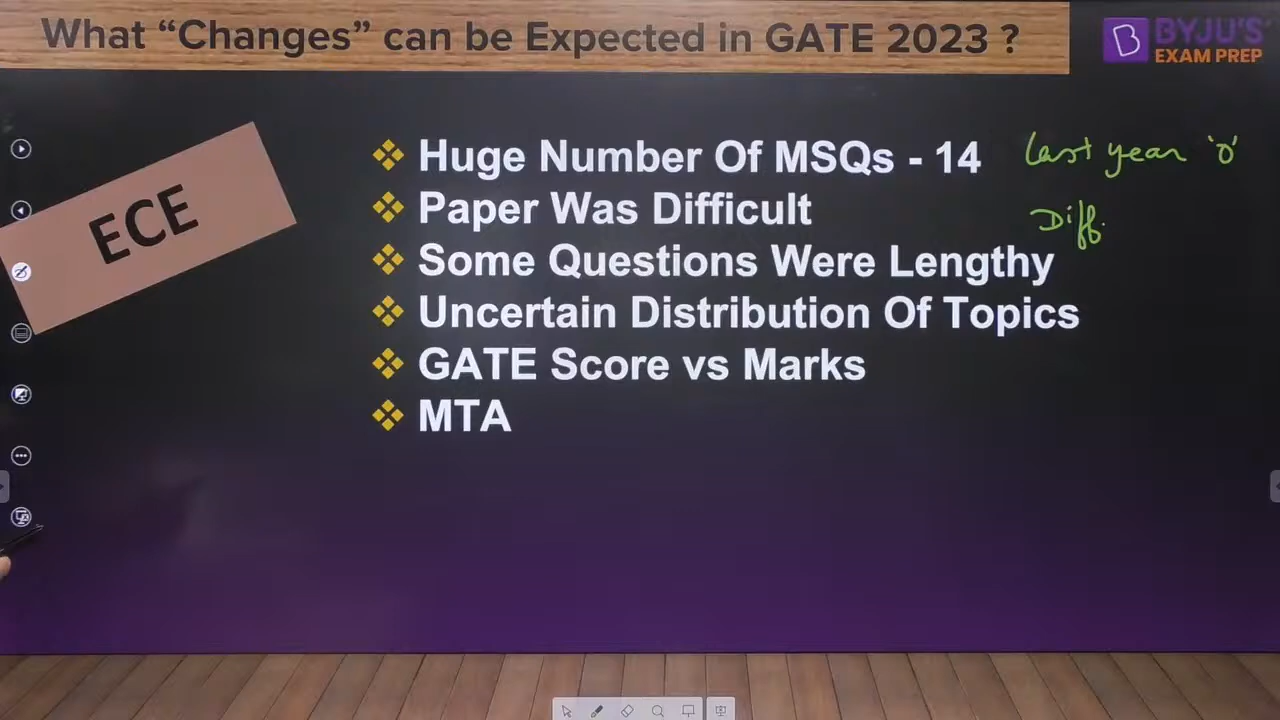 What “Changes” can be Expected in GATE 2023 ?
BYJU'S
EXAM PREP
ECE
Huge Number Of MSQs - 14
Last year '0'
Paper Was Difficult
Diff.
Some Questions Were Lengthy
Uncertain Distribution Of Topics
GATE Score vs Marks
MTA